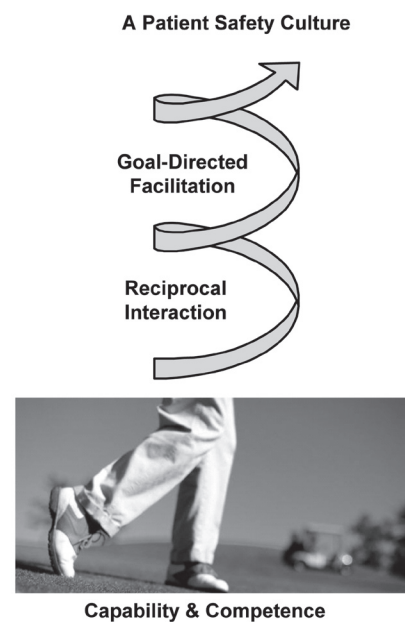 A Patient Safety Culture
Goal-Directed
Facilitation
Reciprocal
Interaction
Capability & Competence